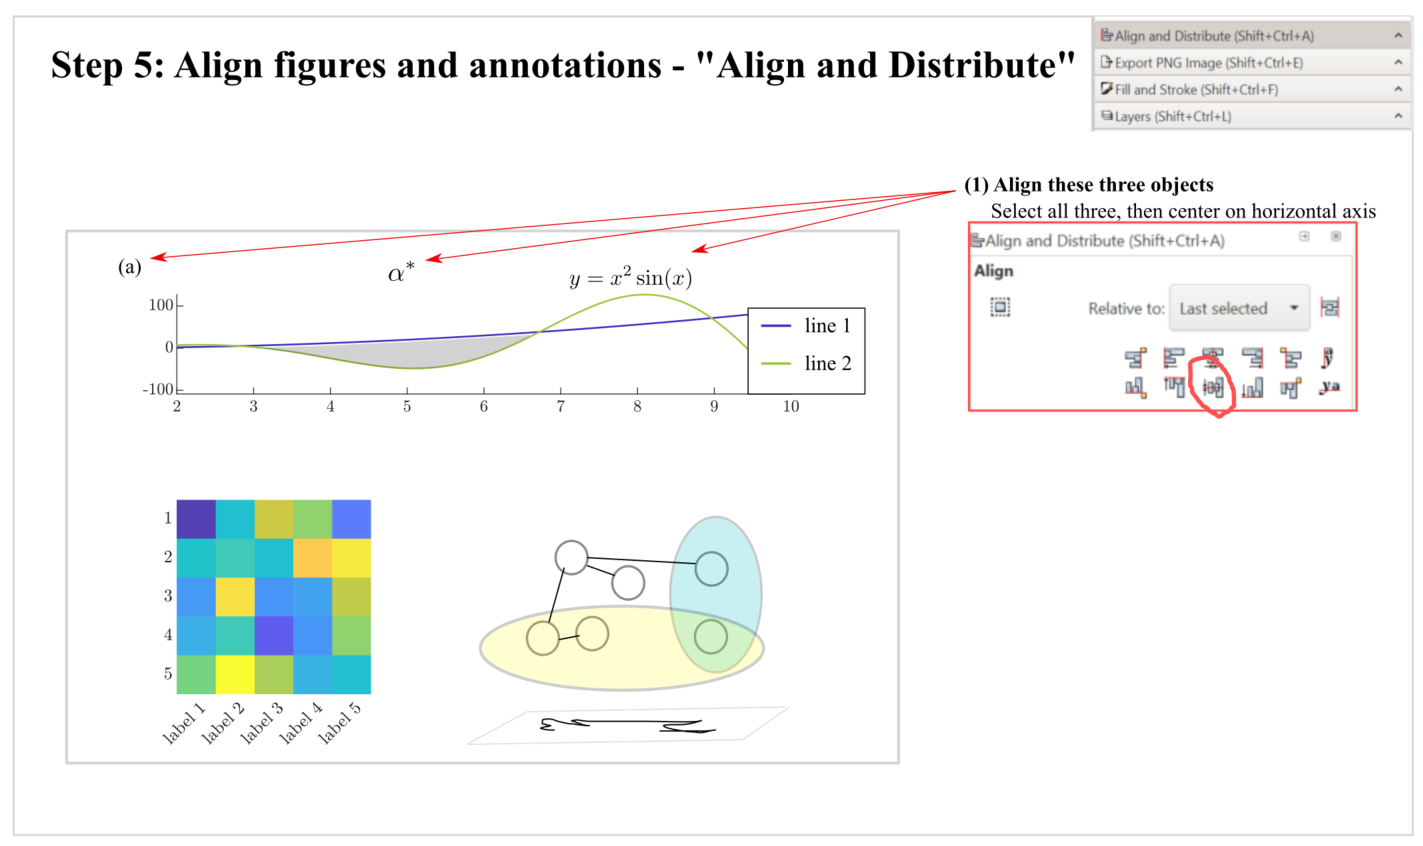 Step 5: Align figures and annotations - "Align and Distribute"
Align and Distribute (Shift+Ctrl+A)
Export PNG Image (Shift+Ctrl+E)
Fill and Stroke (Shift+Ctrl+F)
Layers (Shift+Ctrl+L)
(1) Align these three objects
Select all three, then center on horizontal axis
Align and Distribute (Shift+Ctrl+A)
Align
Relative to: Last selected
(a)
α*
y = x² sin(x)
100
0
-100
2 3 4 5 6 7 8 9 10
line 1
line 2
1
2
3
4
5
label 1 label 2 label 3 label 4 label 5